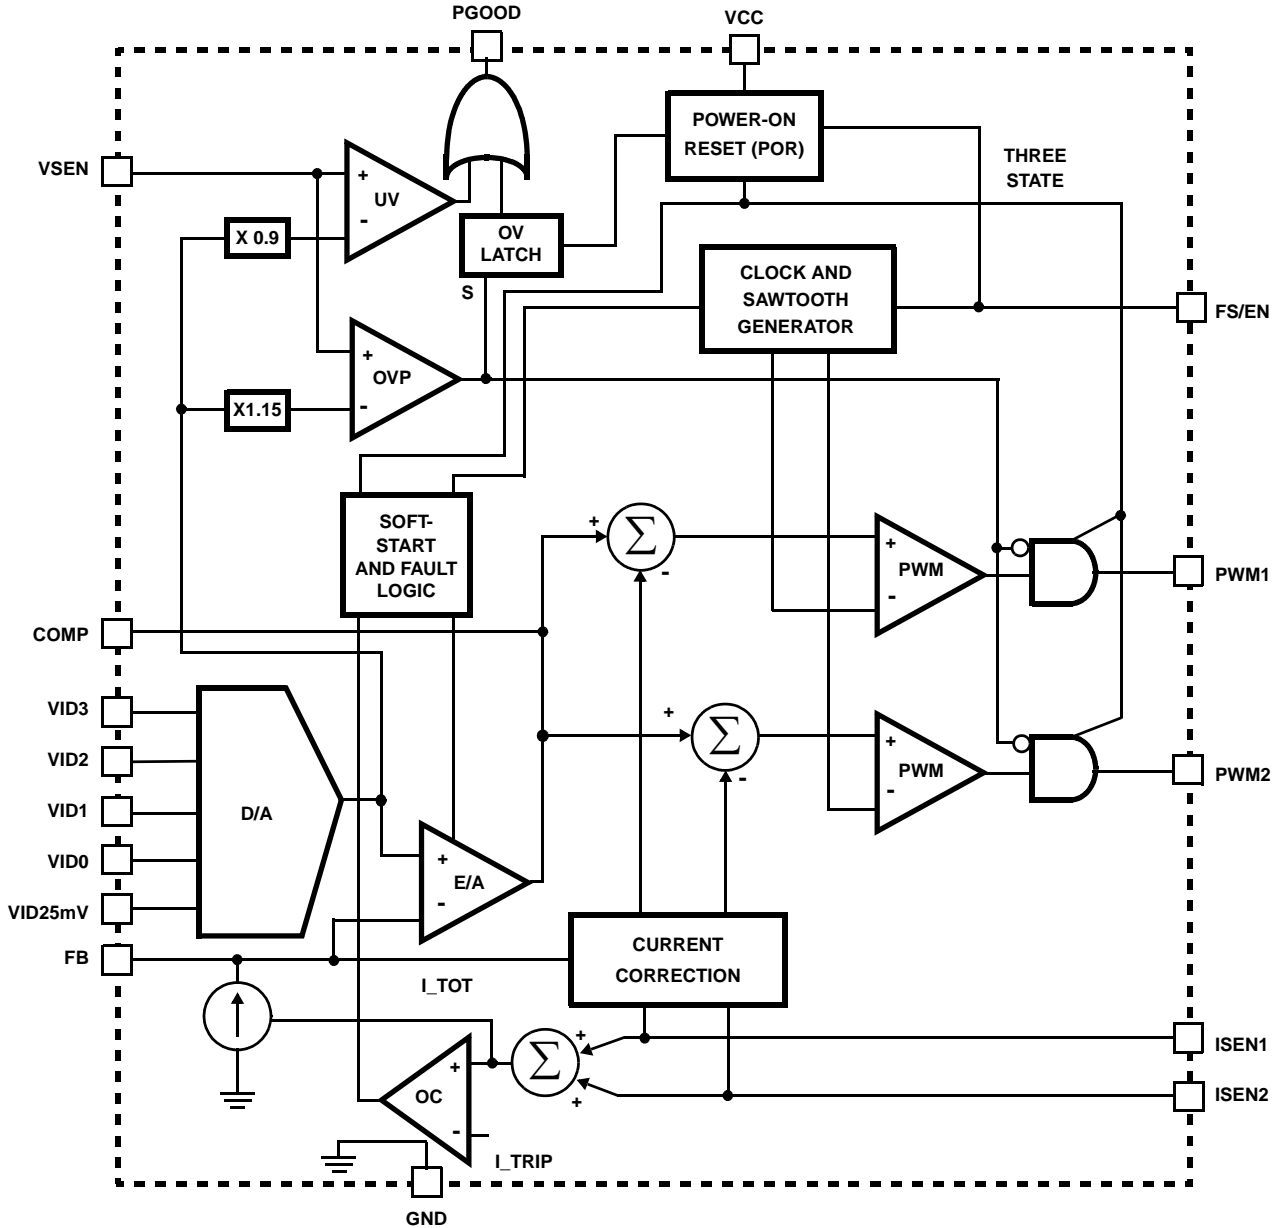 PGOOD
VCC
POWER-ON
RESET (POR)
THREE
STATE
VSEN
+
UV
-
X 0.9
OV
LATCH
S
CLOCK AND
SAWTOOTH
GENERATOR
FS/EN
+
OVP
-
X1.15
SOFT-
START
AND FAULT
LOGIC
+
Σ
-
+
PWM
-
PWM1
COMP
VID3
VID2
VID1
VID0
VID25mV
D/A
+
Σ
-
+
PWM
-
PWM2
+
E/A
-
FB
CURRENT
CORRECTION
I_TOT
+
Σ
+
ISEN1
ISEN2
+
OC
-
I_TRIP
GND